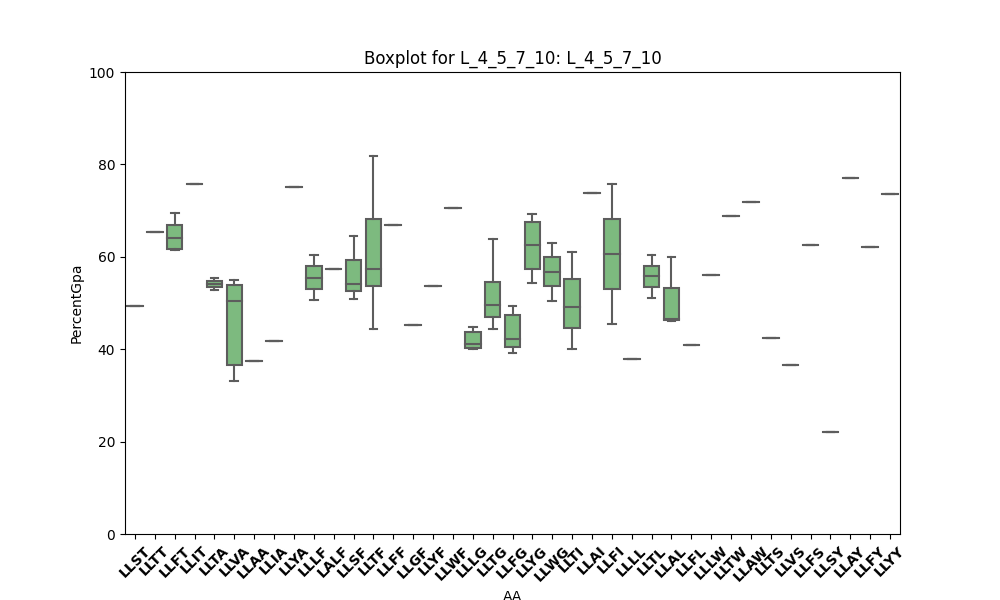 Boxplot for L_4_5_7_10: L_4_5_7_10
PercentGpa
100
80
60
40
20
0
LLST
LLTT
LLFT
LLIT
LLTA
LLVA
LLAA
LLIA
LLYA
LLLF
LALF
LLSF
LLTF
LLFF
LLGF
LLYF
LLWF
LLLG
LLTG
LLFG
LLYG
LLWG
LLTI
LLAI
LLFI
LLLL
LLTL
LLAL
LLFL
LLLW
LLTW
LLAW
LLTS
LLVS
LLFS
LLSY
LLAY
LLFY
LLYY
AA